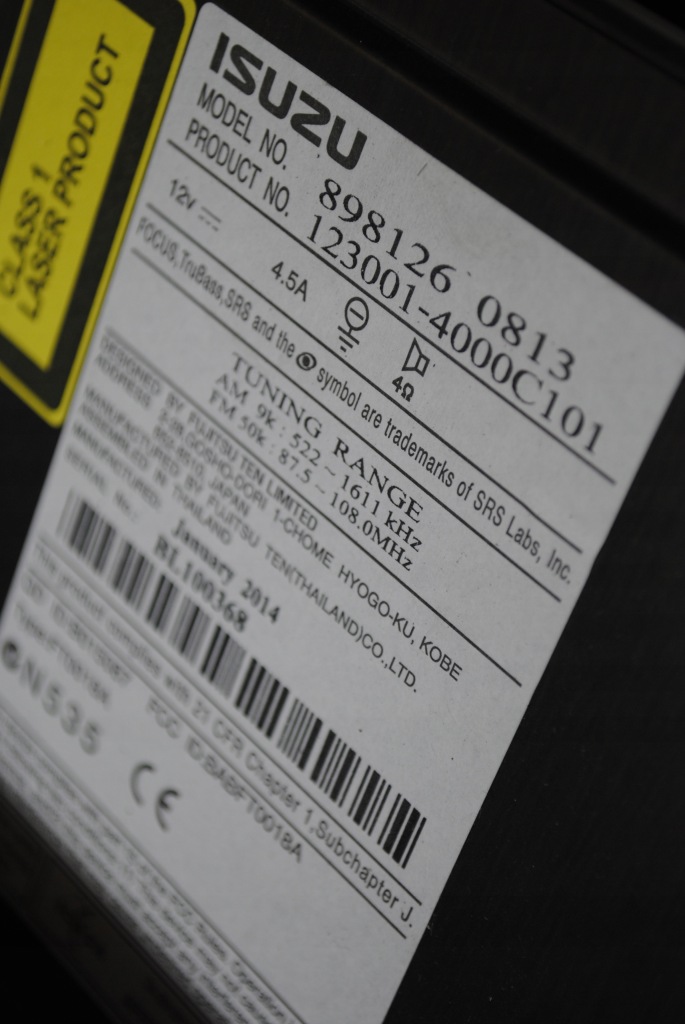 CLASS 1
LASER PRODUCT
ISUZU
MODEL NO. 898126 0813
PRODUCT NO. 123001-4000C101
12v 4.5A 4Ω
FOCUS,TruBass,SRS and the symbol are trademarks of SRS Labs, Inc.
TUNING RANGE
AM 9k : 522 ~ 1611 kHz
FM 50k : 87.5 ~ 108.0MHz
DESIGNED BY FUJITSU TEN LIMITED
ADDRESS 1-CHOME HYOGO-KU, KOBE
JAPAN
FUJITSU TEN(THAILAND)CO.,LTD.
THAILAND
MANUFACTURED: January 2014
BL100368
This product complies with 21 CFR Chapter 1,Subchapter J.
FCC ID:BABFT0018A
N535
CE